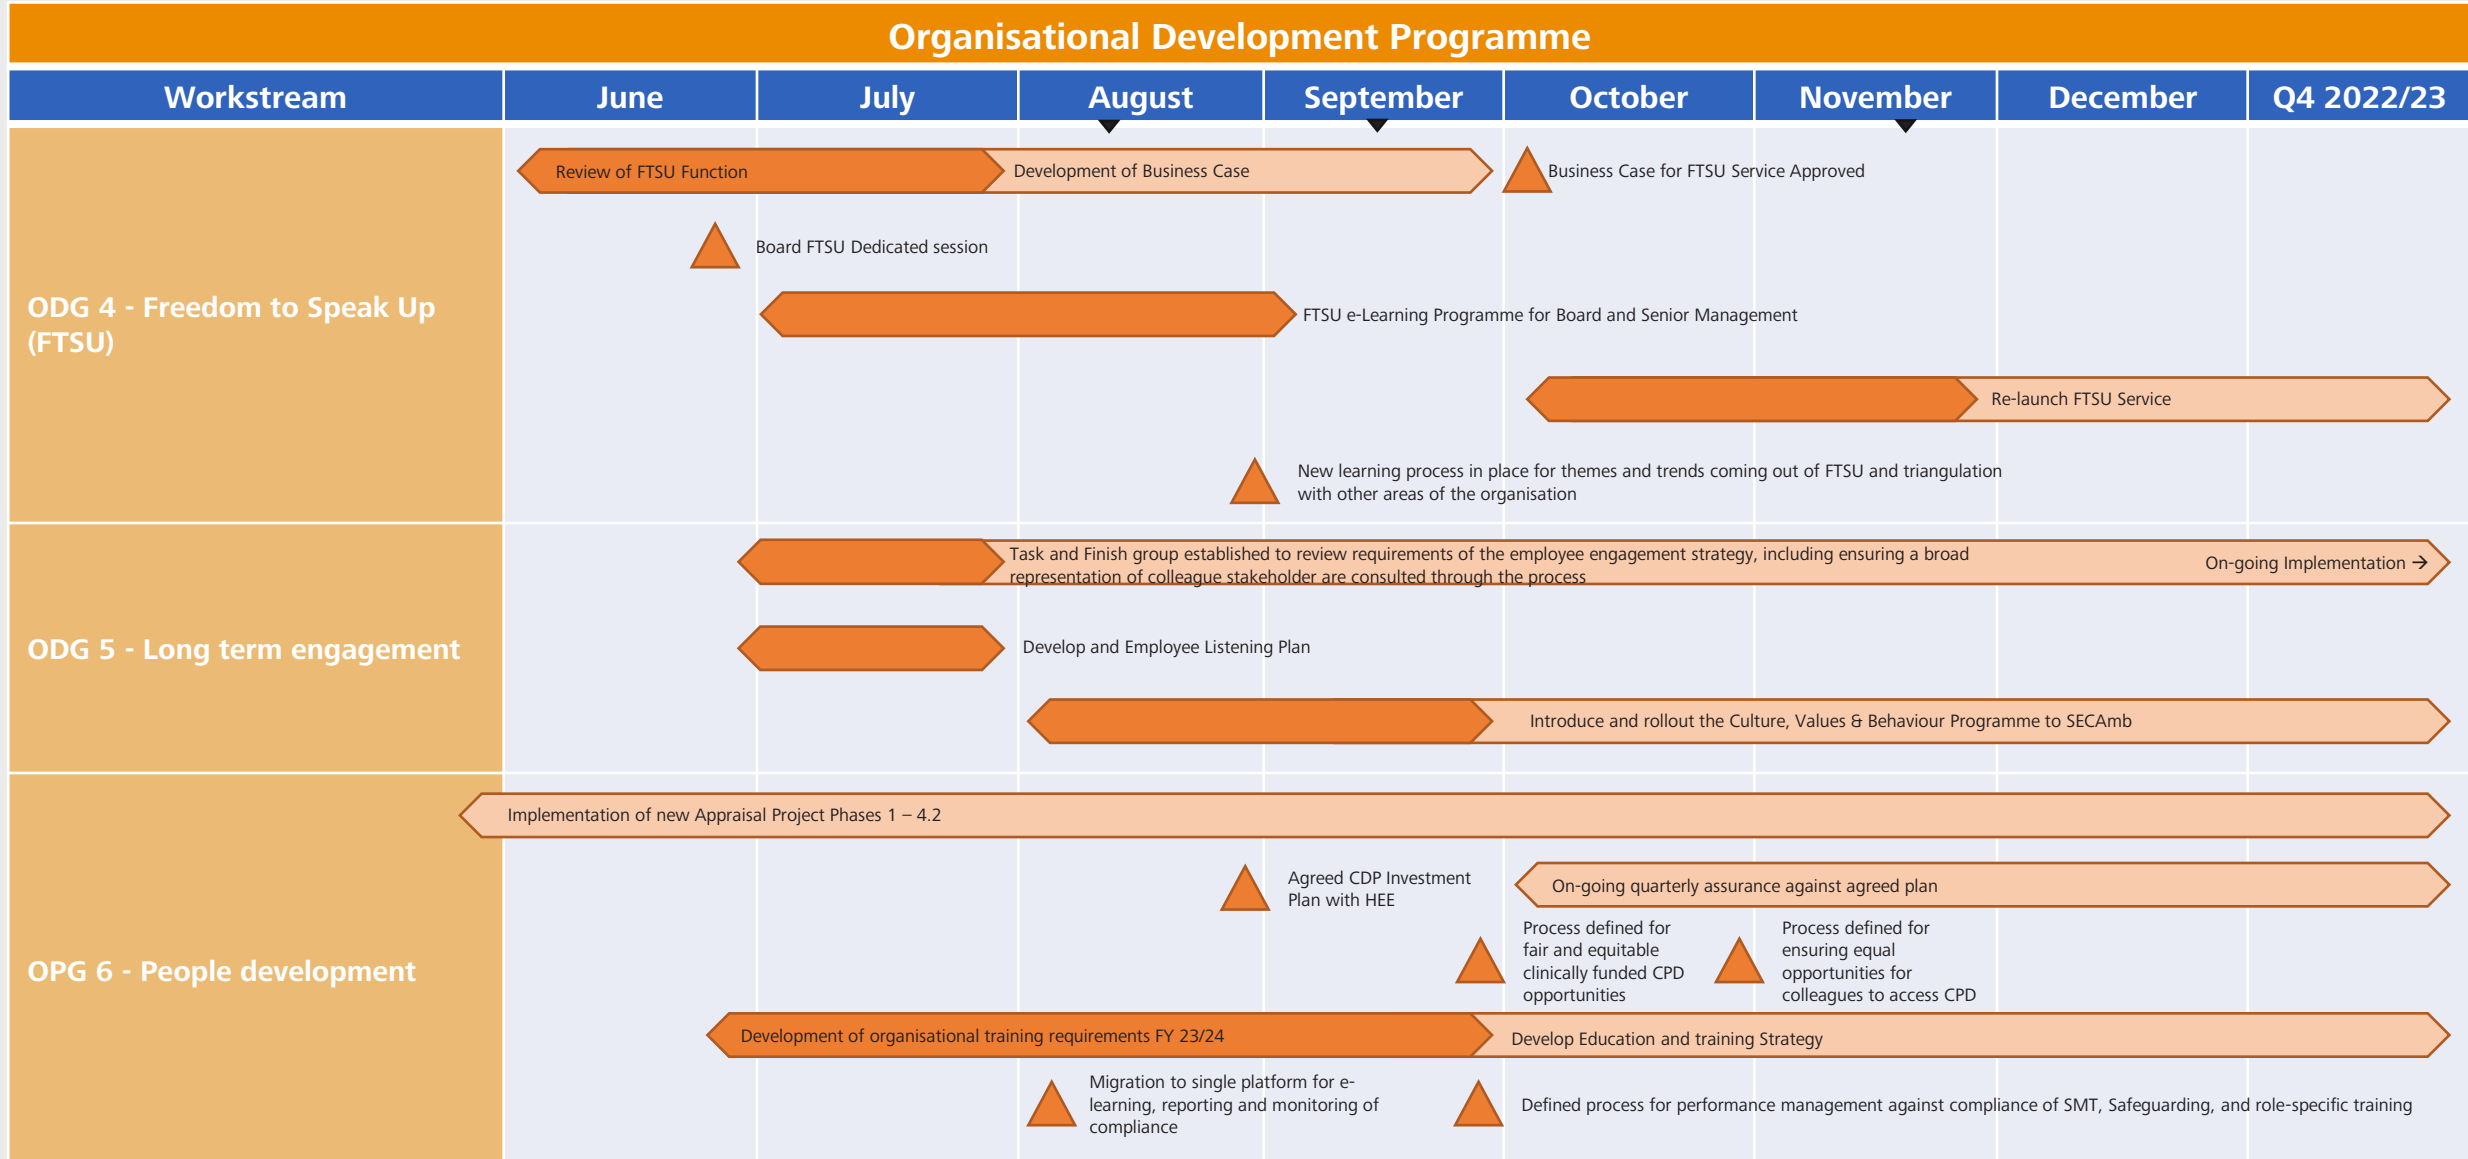 Organisational Development Programme
Workstream
June
July
August
September
October
November
December
Q4 2022/23
ODG 4 - Freedom to Speak Up
(FTSU)
Review of FTSU Function
Development of Business Case
Business Case for FTSU Service Approved
Board FTSU Dedicated session
FTSU e-Learning Programme for Board and Senior Management
Re-launch FTSU Service
New learning process in place for themes and trends coming out of FTSU and triangulation
with other areas of the organisation
ODG 5 - Long term engagement
Task and Finish group established to review requirements of the employee engagement strategy, including ensuring a broad
representation of colleague stakeholder are consulted through the process
On-going Implementation →
Develop and Employee Listening Plan
Introduce and rollout the Culture, Values & Behaviour Programme to SECAmb
OPG 6 - People development
Implementation of new Appraisal Project Phases 1 – 4.2
Agreed CDP Investment
Plan with HEE
On-going quarterly assurance against agreed plan
Process defined for
fair and equitable
clinically funded CPD
opportunities
Process defined for
ensuring equal
opportunities for
colleagues to access CPD
Development of organisational training requirements FY 23/24
Develop Education and training Strategy
Migration to single platform for e-
learning, reporting and monitoring of
compliance
Defined process for performance management against compliance of SMT, Safeguarding, and role-specific training